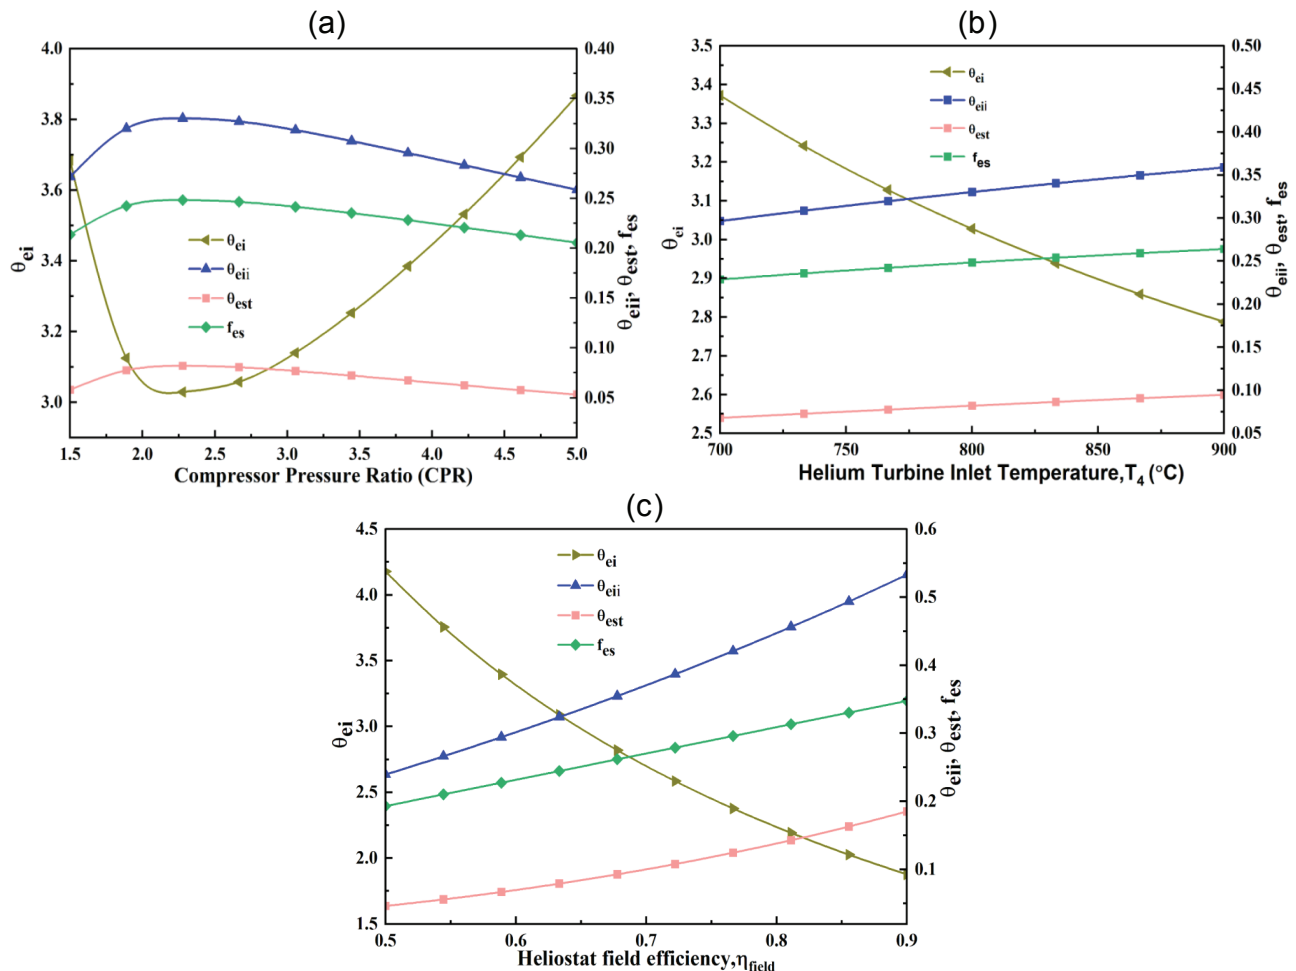 (a)
4.0
3.8
3.6
3.4
3.2
3.0
θei
0.40
0.35
0.30
0.25
0.20
0.15
0.10
0.05
θeii, θest, fes
θei
θeii
θest
fes
1.5 2.0 2.5 3.0 3.5 4.0 4.5 5.0
Compressor Pressure Ratio (CPR)
(b)
3.5
3.4
3.3
3.2
3.1
3.0
2.9
2.8
2.7
2.6
2.5
θei
0.50
0.45
0.40
0.35
0.30
0.25
0.20
0.15
0.10
0.05
θeii, θest, fes
θei
θeii
θest
fes
700 750 800 850 900
Helium Turbine Inlet Temperature,T4 (°C)
(c)
4.5
4.0
3.5
3.0
2.5
2.0
1.5
θei
0.6
0.5
0.4
0.3
0.2
0.1
θeii, θest, fes
θei
θeii
θest
fes
0.5 0.6 0.7 0.8 0.9
Heliostat field efficiency,ηfield